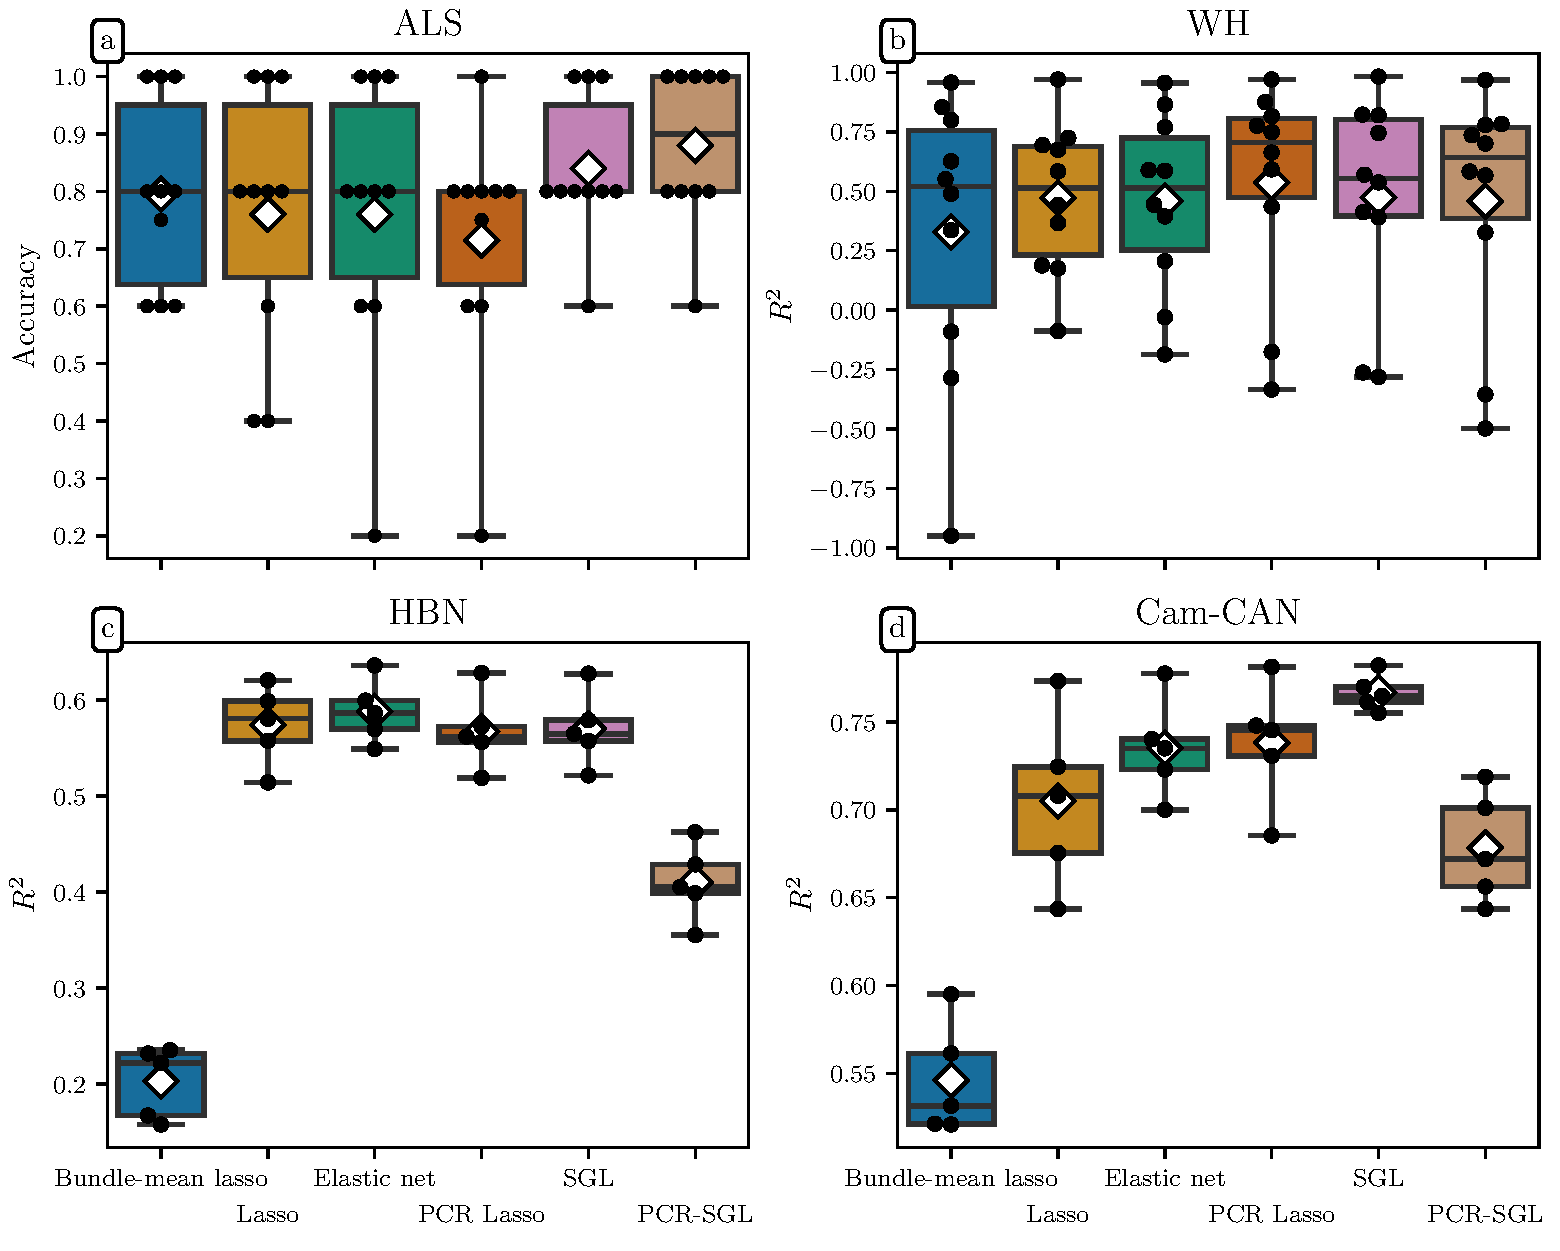 a
ALS
1.0
0.9
0.8
0.7
0.6
0.5
0.4
0.3
0.2
Accuracy
b
WH
1.00
0.75
0.50
0.25
0.00
−0.25
−0.50
−0.75
−1.00
R²
c
HBN
0.6
0.5
0.4
0.3
0.2
R²
Bundle-mean lasso
Elastic net
SGL
Lasso
PCR Lasso
PCR-SGL
d
Cam-CAN
0.75
0.70
0.65
0.60
0.55
R²
Bundle-mean lasso
Elastic net
SGL
Lasso
PCR Lasso
PCR-SGL